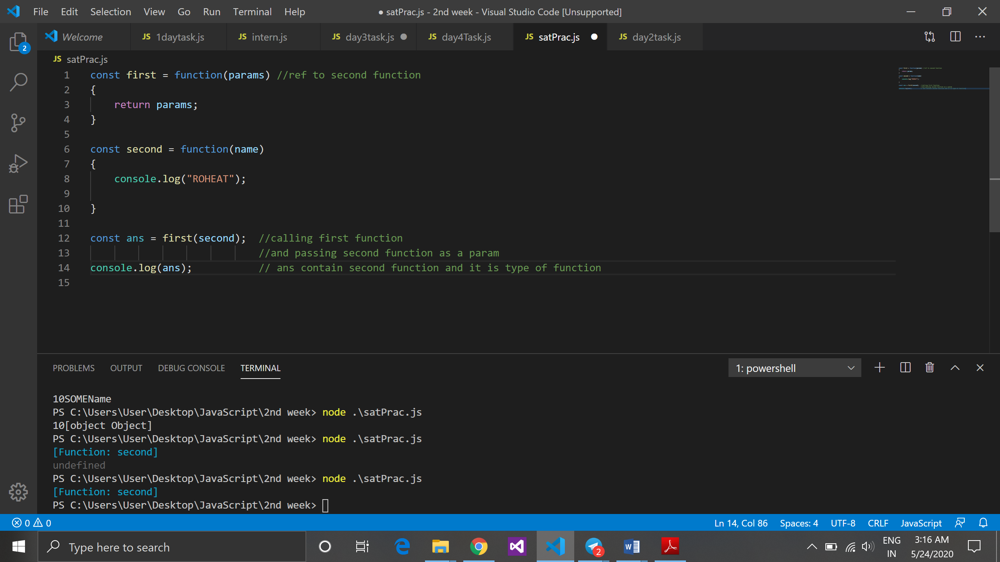 File Edit Selection View Go Run Terminal Help ● satPrac.js - 2nd week - Visual Studio Code [Unsupported]
Welcome JS 1daytask.js JS intern.js JS day3task.js JS day4Task.js JS satPrac.js JS day2task.js
2
JS satPrac.js
1 const first = function(params) //ref to second function
2 {
3 return params;
4 }
5
6 const second = function(name)
7 {
8 console.log("ROHEAT");
9
10 }
11
12 const ans = first(second); //calling first function
13 //and passing second function as a param
14 console.log(ans); // ans contain second function and it is type of function
15
PROBLEMS OUTPUT DEBUG CONSOLE TERMINAL 1: powershell
10SOMEName
PS C:\Users\User\Desktop\JavaScript\2nd week> node .\satPrac.js
10[object Object]
PS C:\Users\User\Desktop\JavaScript\2nd week> node .\satPrac.js
[Function: second]
undefined
PS C:\Users\User\Desktop\JavaScript\2nd week> node .\satPrac.js
[Function: second]
PS C:\Users\User\Desktop\JavaScript\2nd week>
0 0 Ln 14, Col 86 Spaces: 4 UTF-8 CRLF JavaScript
Type here to search 2 W ENG 3:16 AM
IN 5/24/2020